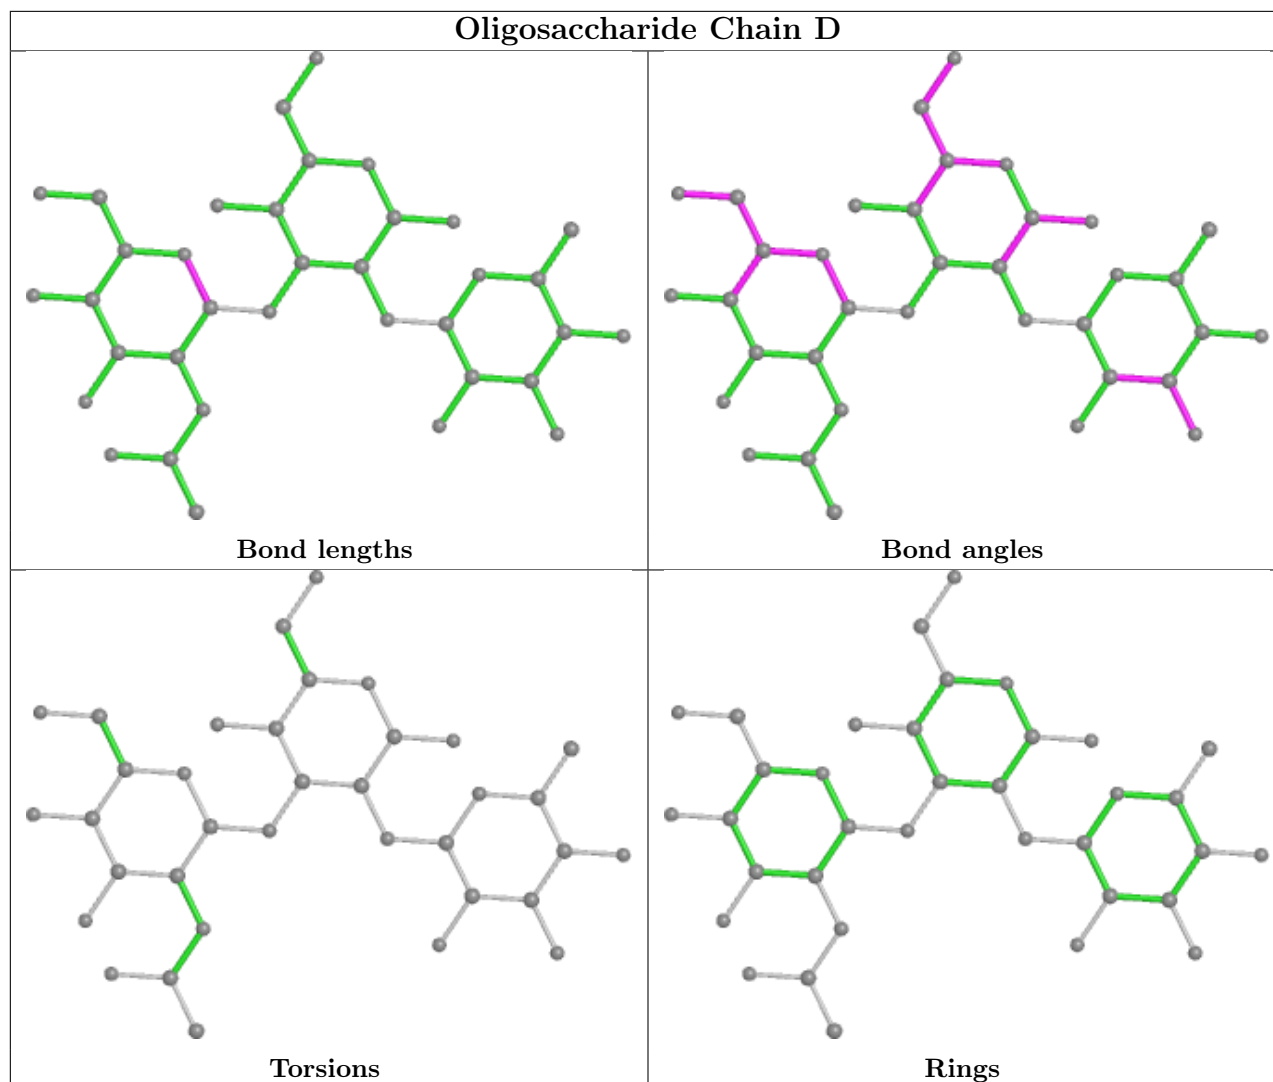 Oligosaccharide Chain D
Bond lengths
Bond angles
Torsions
Rings